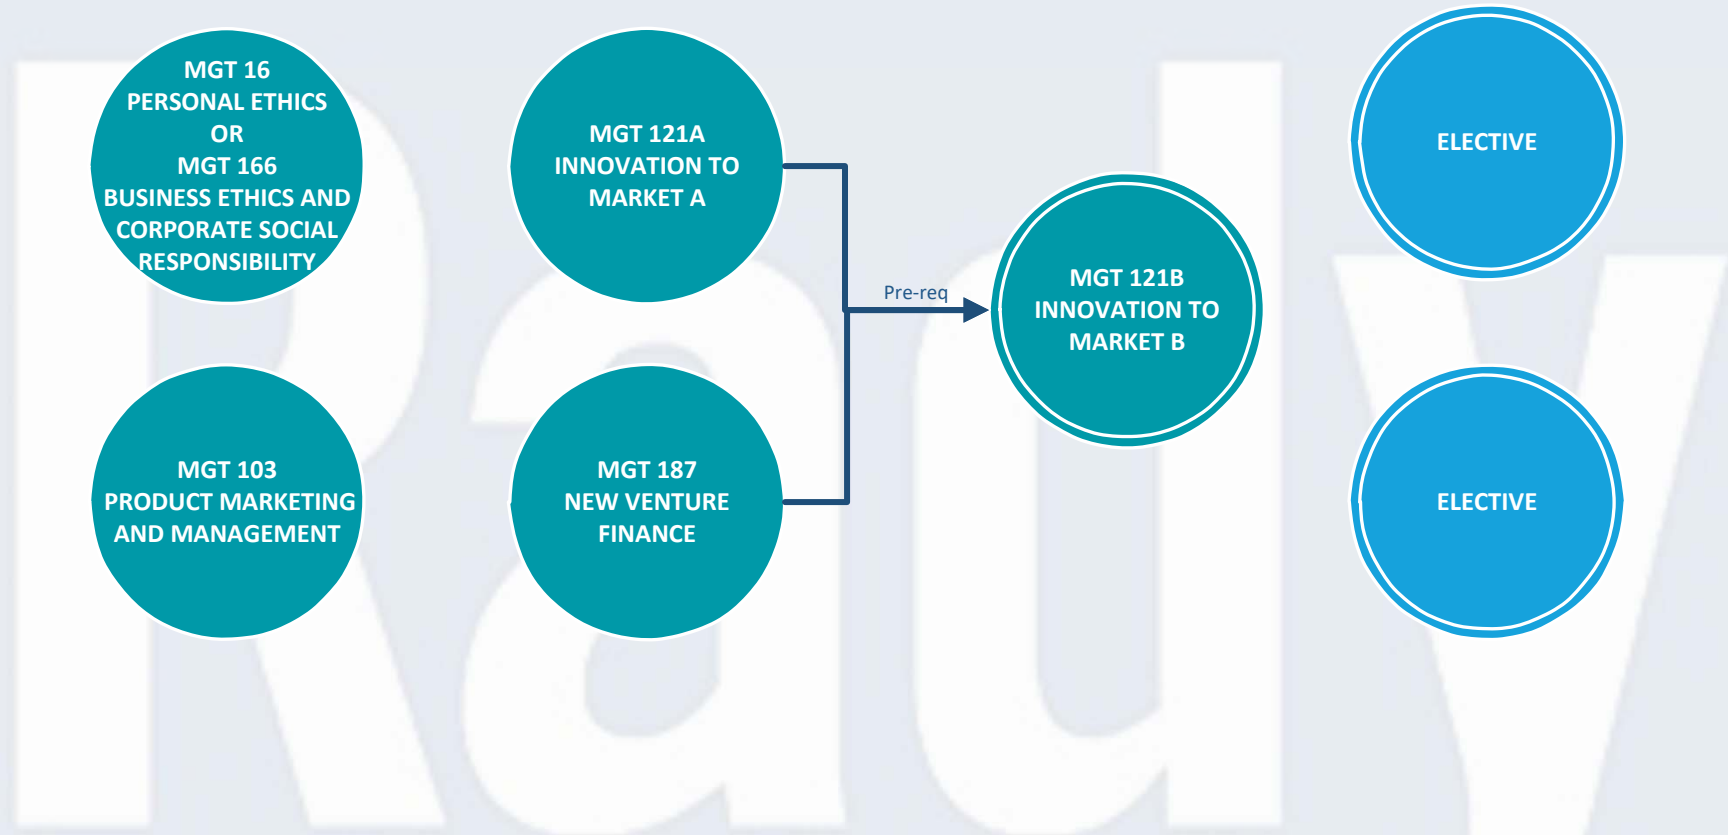 MGT 16
PERSONAL ETHICS
OR
MGT 166
BUSINESS ETHICS AND
CORPORATE SOCIAL
RESPONSIBILITY
MGT 121A
INNOVATION TO
MARKET A
ELECTIVE
Pre-req
MGT 121B
INNOVATION TO
MARKET B
MGT 103
PRODUCT MARKETING
AND MANAGEMENT
MGT 187
NEW VENTURE
FINANCE
ELECTIVE
Rady